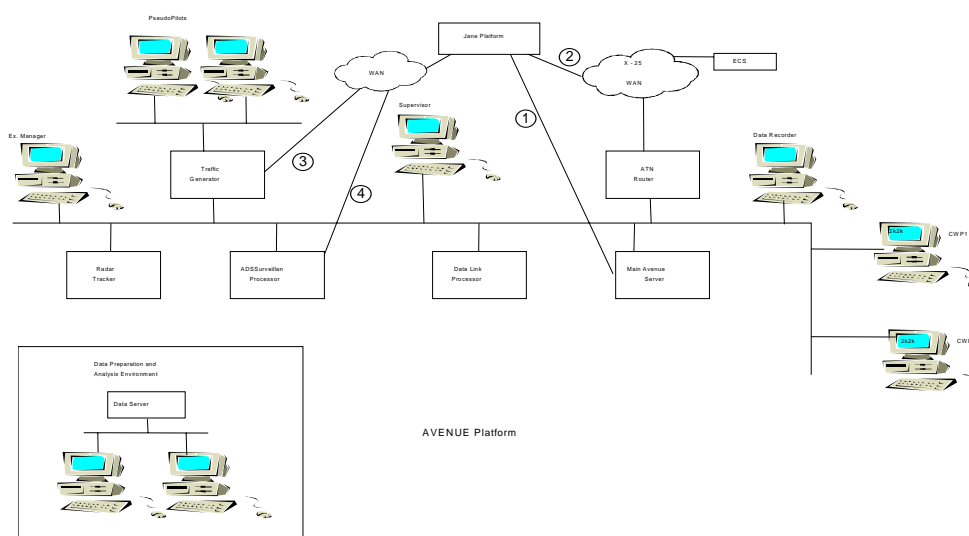 PseudoPilots
Jane Platform
2
X - 25
WAN
ECS
WAN
Supervisor
1
Ex. Manager
Data Recorder
3
Traffic
Generator
ATN
Router
4
2k2k
CWP1
Radar
Tracker
ADSSurveillan
Processor
Data Link
Processor
Main Avenue
Server
2k2k
CW
Data Preparation and
Analysis Environment
Data Server
AVENUE Platform